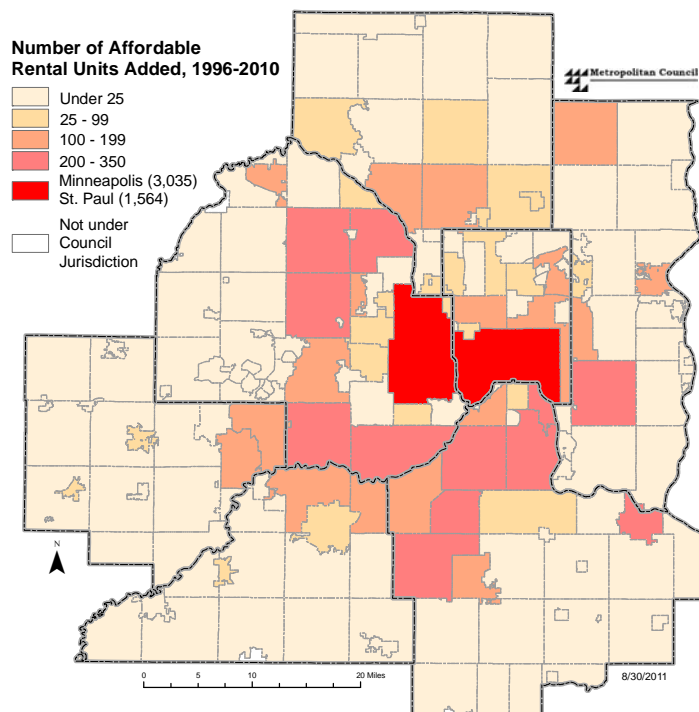 Number of Affordable
Rental Units Added, 1996-2010
Under 25
25 - 99
100 - 199
200 - 350
Minneapolis (3,035)
St. Paul (1,564)
Not under
Council
Jurisdiction
Metropolitan Council
N
0 5 10 20 Miles
8/30/2011